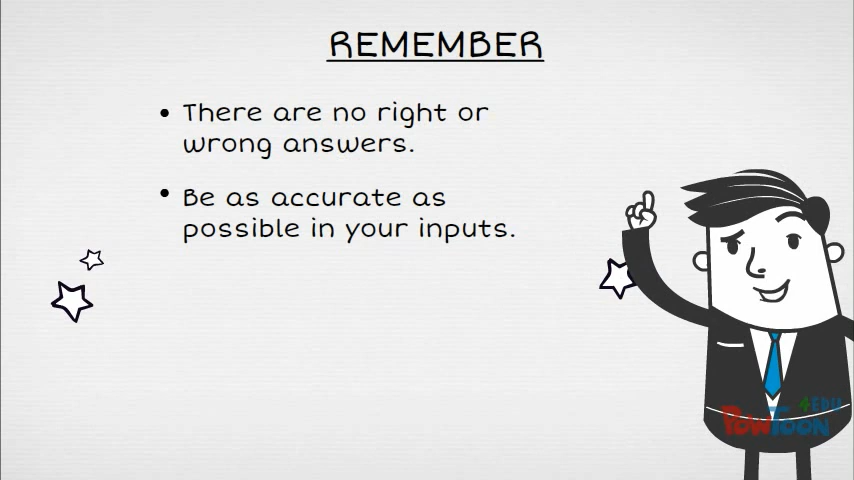 REMEMBER
• There are no right or
wrong answers.
• Be as accurate as
possible in your inputs.
4EDU
POWTOON